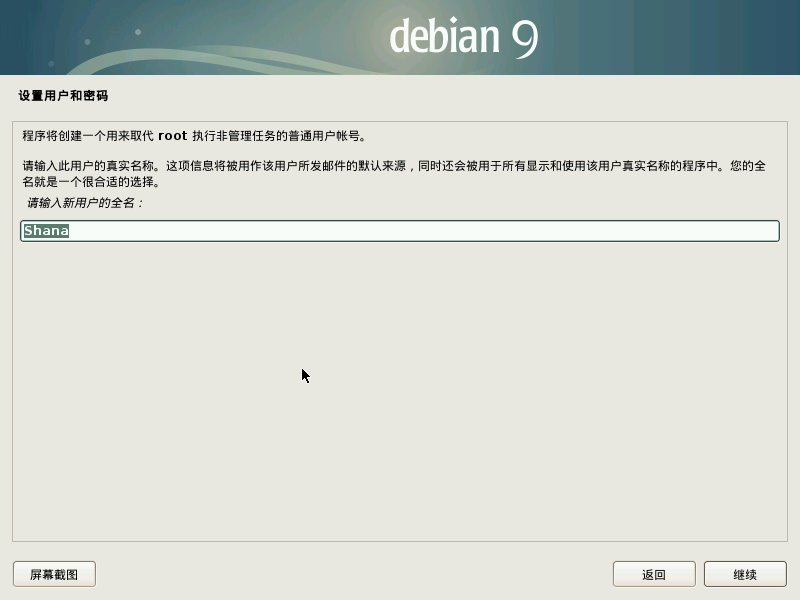 debian 9
设置用户和密码
程序将创建一个用来取代 root 执行非管理任务的普通用户帐号。
请输入此用户的真实名称。这项信息将被用作该用户所发邮件的默认来源，同时还会被用于所有显示和使用该用户真实名称的程序中。您的全
名就是一个很合适的选择。
请输入新用户的全名：
Shana
屏幕截图
返回
继续